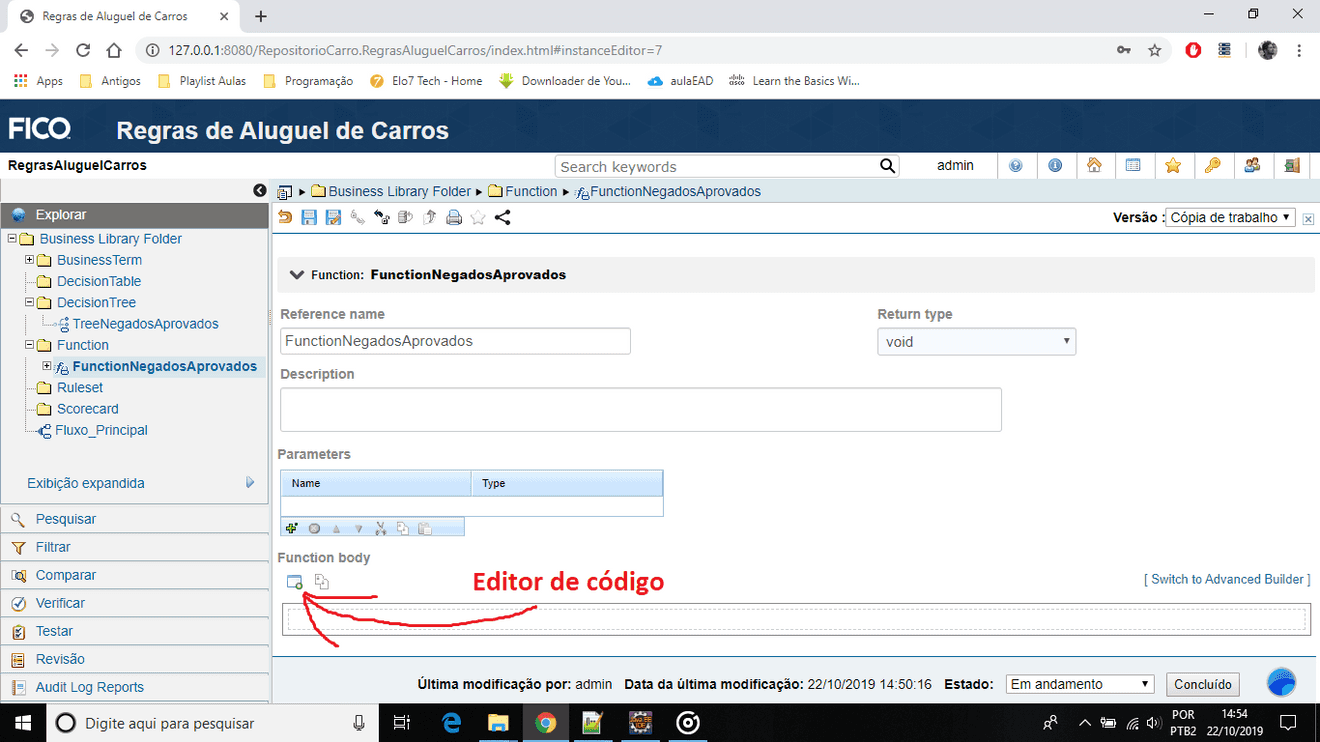 Regras de Aluguel de Carros
127.0.0.1:8080/RepositorioCarro.RegrasAluguelCarros/index.html#instanceEditor=7
Apps Antigos Playlist Aulas Programação Elo7 Tech - Home Downloader de You... aulaEAD Learn the Basics Wi...
FICO Regras de Aluguel de Carros
RegrasAluguelCarros Search keywords admin
Business Library Folder Function FunctionNegadosAprovados
Explorar
Versão : Cópia de trabalho
Business Library Folder
BusinessTerm
DecisionTable
DecisionTree
TreeNegadosAprovados
Function
FunctionNegadosAprovados
Ruleset
Scorecard
Fluxo_Principal
Exibição expandida
Pesquisar
Filtrar
Comparar
Verificar
Testar
Revisão
Audit Log Reports
Function: FunctionNegadosAprovados
Reference name Return type
FunctionNegadosAprovados void
Description
Parameters
Name Type
Function body
Editor de código
[ Switch to Advanced Builder ]
Última modificação por: admin Data da última modificação: 22/10/2019 14:50:16 Estado: Em andamento Concluído
Digite aqui para pesquisar
POR 14:54
PTB2 22/10/2019